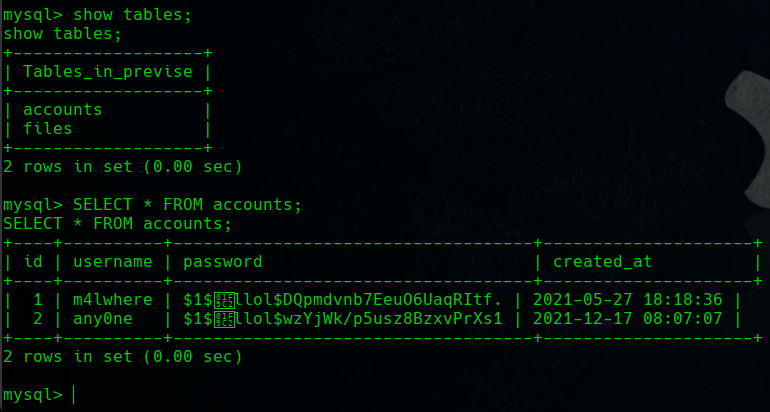 mysql> show tables;
show tables;
+-------------------+
| Tables_in_previse |
+-------------------+
| accounts          |
| files             |
+-------------------+
2 rows in set (0.00 sec)
mysql> SELECT * FROM accounts;
SELECT * FROM accounts;
+----+----------+------------------------------------+---------------------+
| id | username | password                           | created_at          |
+----+----------+------------------------------------+---------------------+
|  1 | m4lwhere | $1$🧂llol$DQpmdvnb7EeuO6UaqRItf. | 2021-05-27 18:18:36 |
|  2 | any0ne   | $1$🧂llol$wzYjWk/p5usz8BzxvPrXs1 | 2021-12-17 08:07:07 |
+----+----------+------------------------------------+---------------------+
2 rows in set (0.00 sec)
mysql>